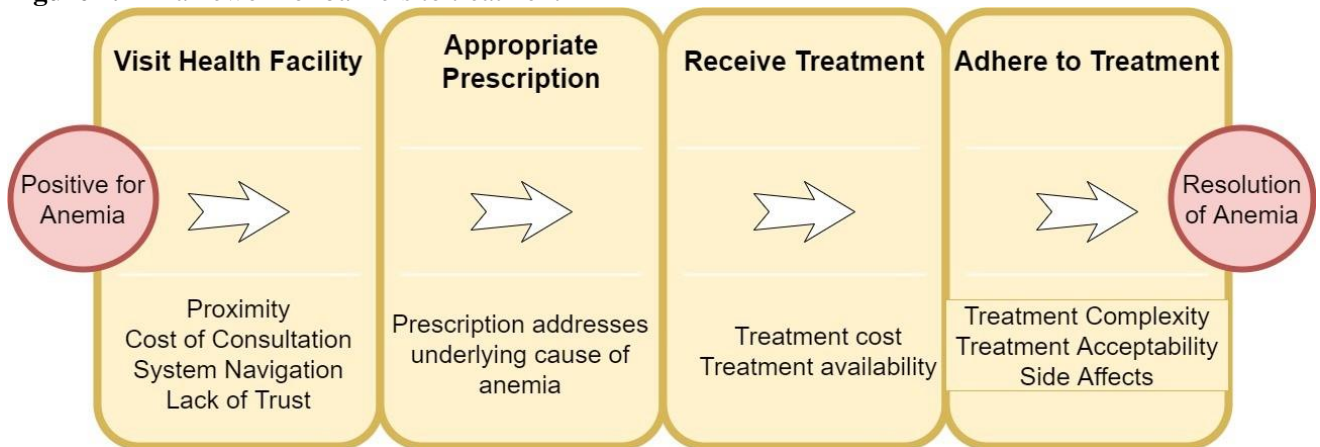 Visit Health Facility
Appropriate
Prescription
Receive Treatment
Adhere to Treatment
Positive for
Anemia
Resolution
of Anemia
Proximity
Cost of Consultation
System Navigation
Lack of Trust
Prescription addresses
underlying cause of
anemia
Treatment cost
Treatment availability
Treatment Complexity
Treatment Acceptability
Side Affects